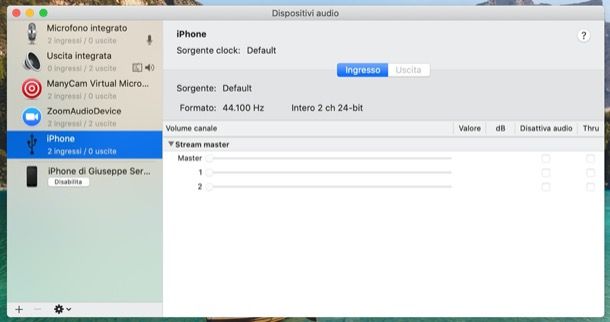 Dispositivi audio
Microfono integrato
2 ingressi / 0 uscite
Uscita integrata
0 ingressi / 2 uscite
ManyCam Virtual Micro...
2 ingressi / 0 uscite
ZoomAudioDevice
2 ingressi / 2 uscite
iPhone
2 ingressi / 0 uscite
iPhone di Giuseppe Ser...
Disabilita
iPhone
?
Sorgente clock: Default
Ingresso Uscita
Sorgente: Default
Formato: 44.100 Hz Intero 2 ch 24-bit
Volume canale Valore dB Disattiva audio Thru
Stream master
Master
1
2